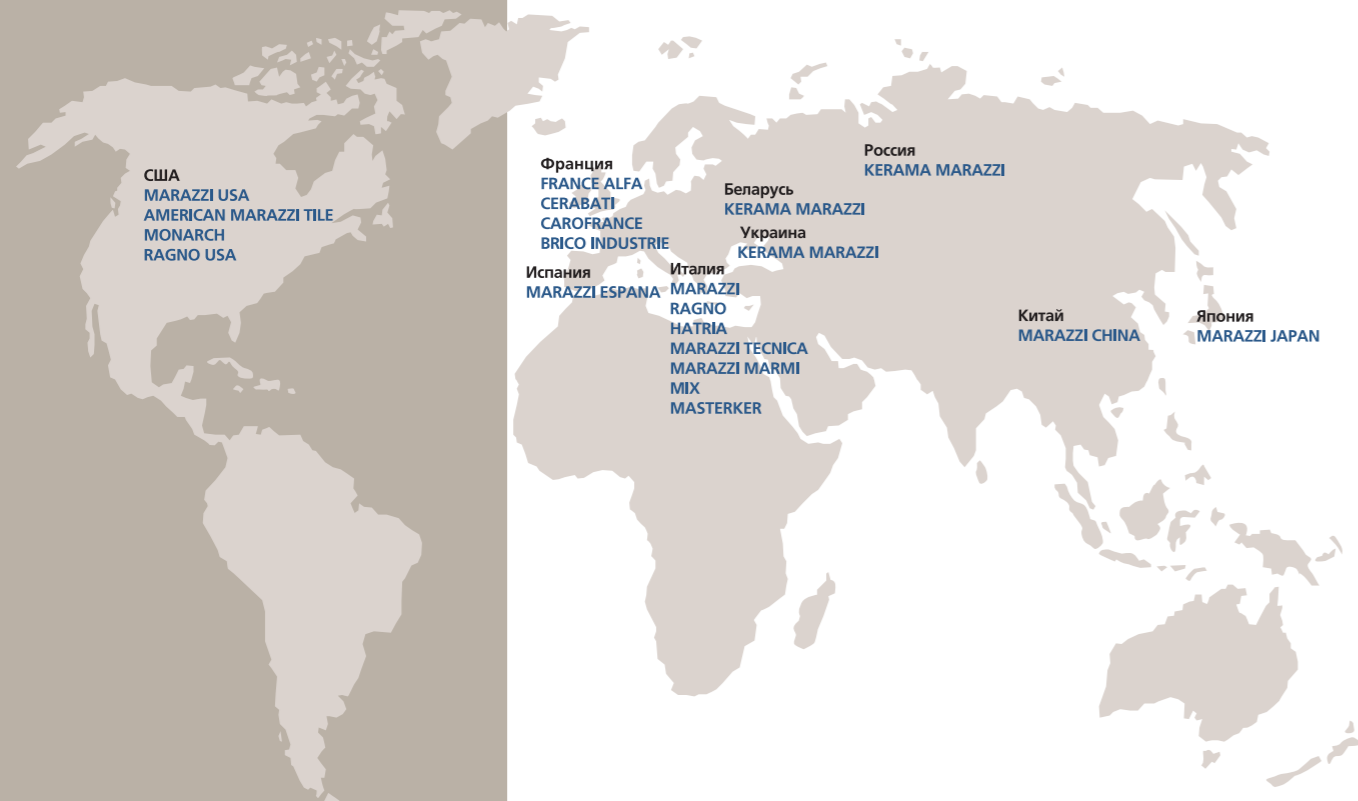 США
MARAZZI USA
AMERICAN MARAZZI TILE
MONARCH
RAGNO USA
Франция
FRANCE ALFA
CERABATI
CAROFRANCE
BRICO INDUSTRIE
Испания
MARAZZI ESPANA
Италия
MARAZZI
RAGNO
HATRIA
MARAZZI TECNICA
MARAZZI MARMI
MIX
MASTERKER
Беларусь
KERAMA MARAZZI
Украина
KERAMA MARAZZI
Россия
KERAMA MARAZZI
Китай
MARAZZI CHINA
Япония
MARAZZI JAPAN